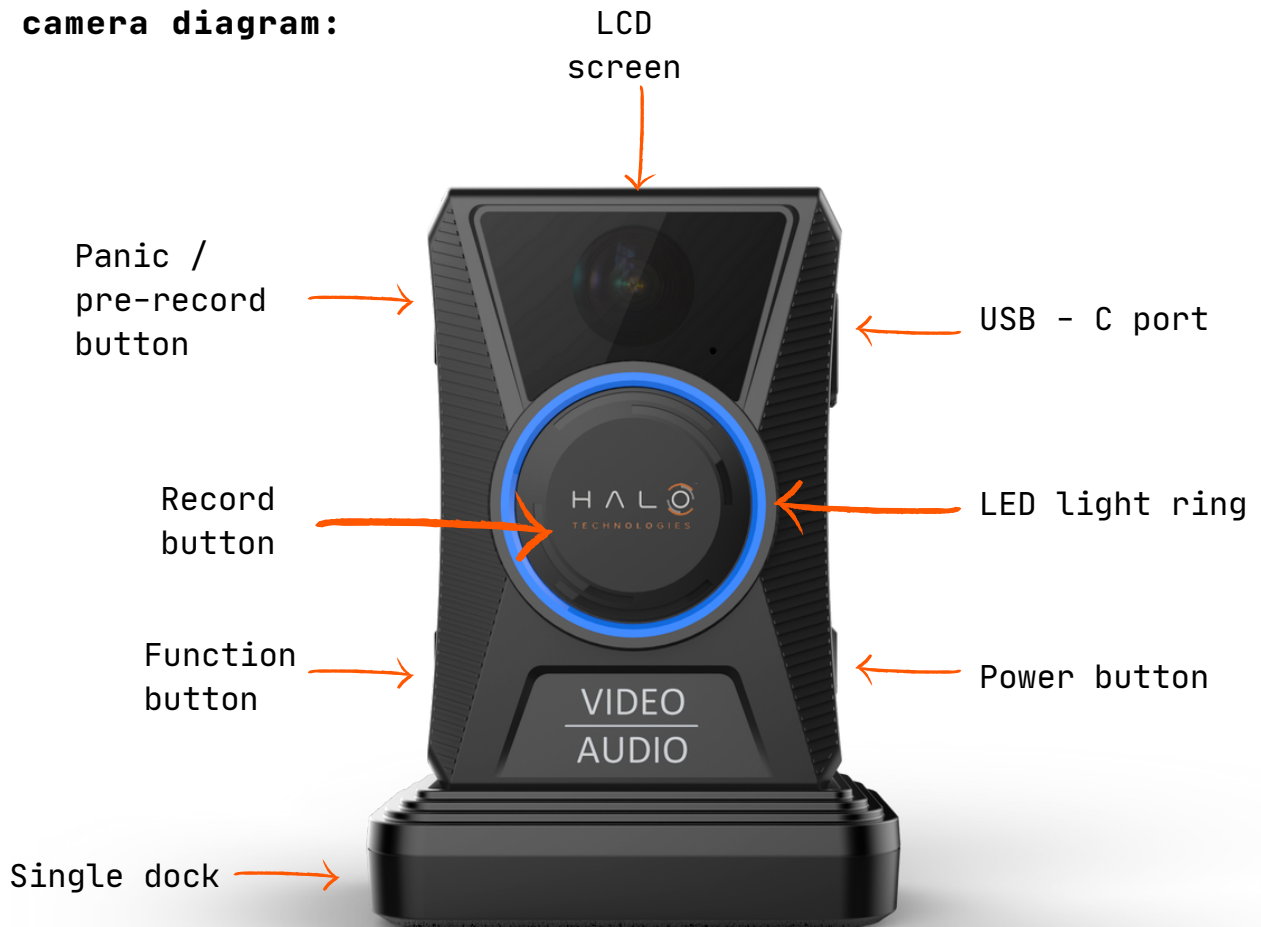 camera diagram:
LCD
screen
Panic /
pre-record
button
USB - C port
Record
button
HALO
TECHNOLOGIES
LED light ring
Function
button
Power button
VIDEO
AUDIO
Single dock